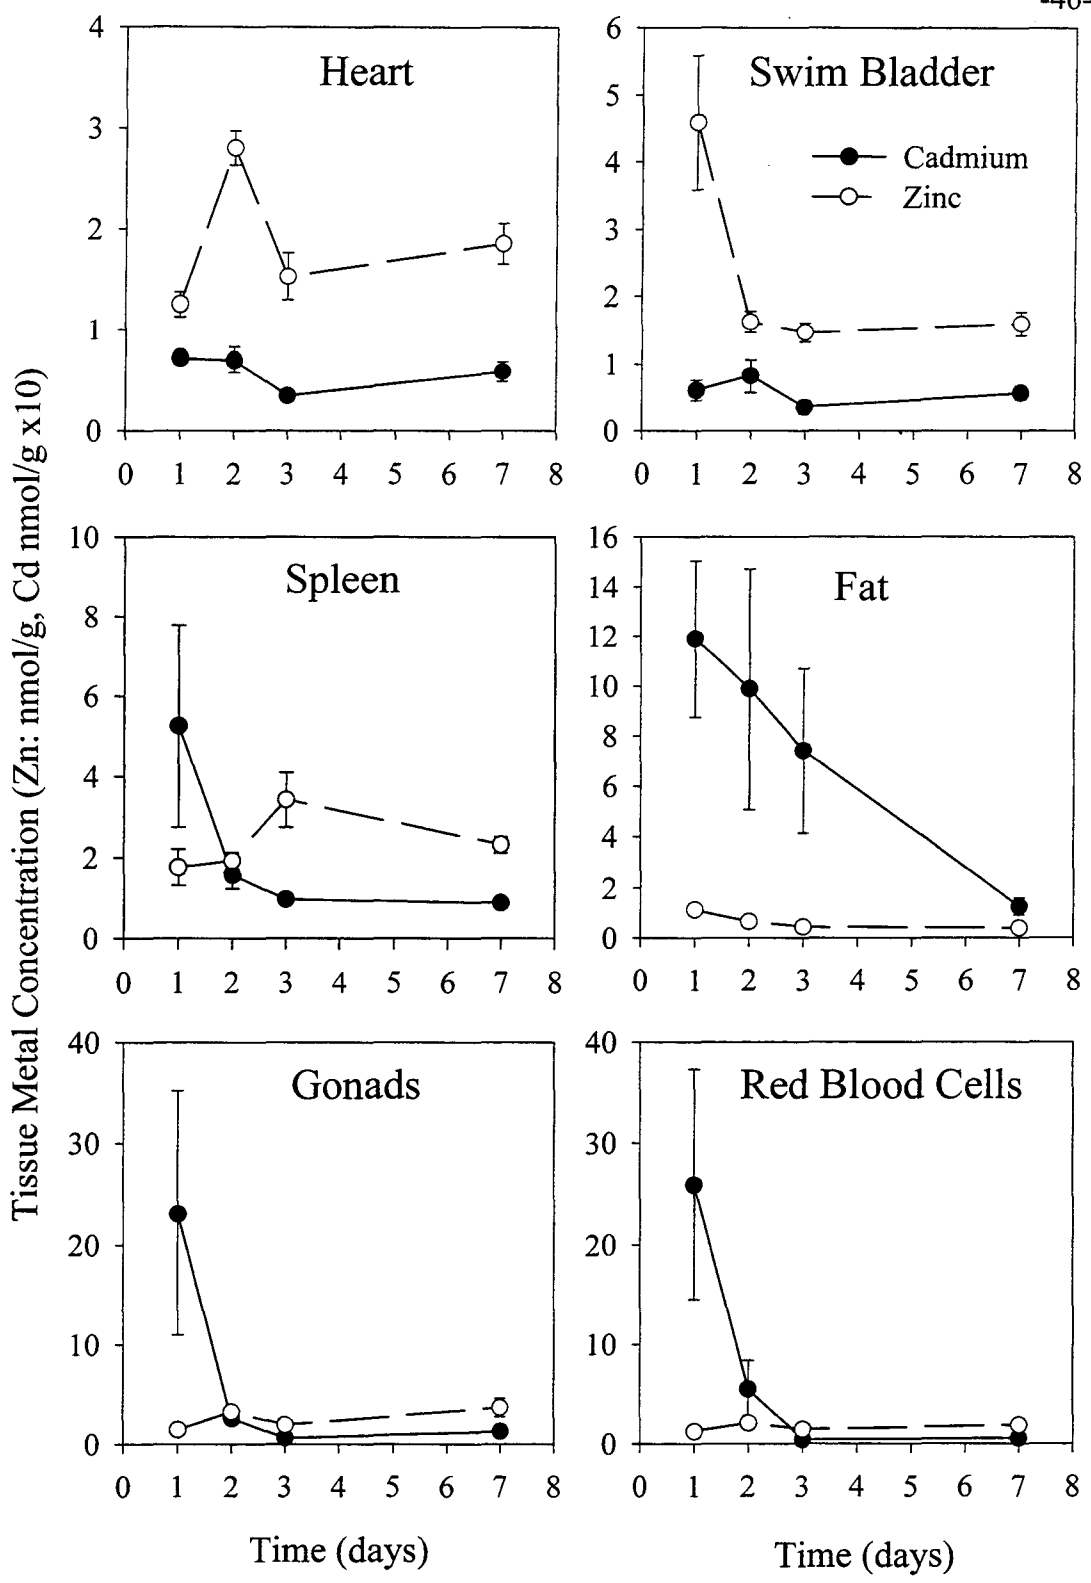 -46-
Heart
4
3
2
1
0
0 1 2 3 4 5 6 7 8
Swim Bladder
Cadmium
Zinc
6
5
4
3
2
1
0
0 1 2 3 4 5 6 7 8
Tissue Metal Concentration (Zn: nmol/g, Cd nmol/g x10)
Spleen
10
8
6
4
2
0
0 1 2 3 4 5 6 7 8
Fat
16
14
12
10
8
6
4
2
0
0 1 2 3 4 5 6 7 8
Gonads
40
30
20
10
0
0 1 2 3 4 5 6 7 8
Time (days)
Red Blood Cells
40
30
20
10
0
0 1 2 3 4 5 6 7 8
Time (days)